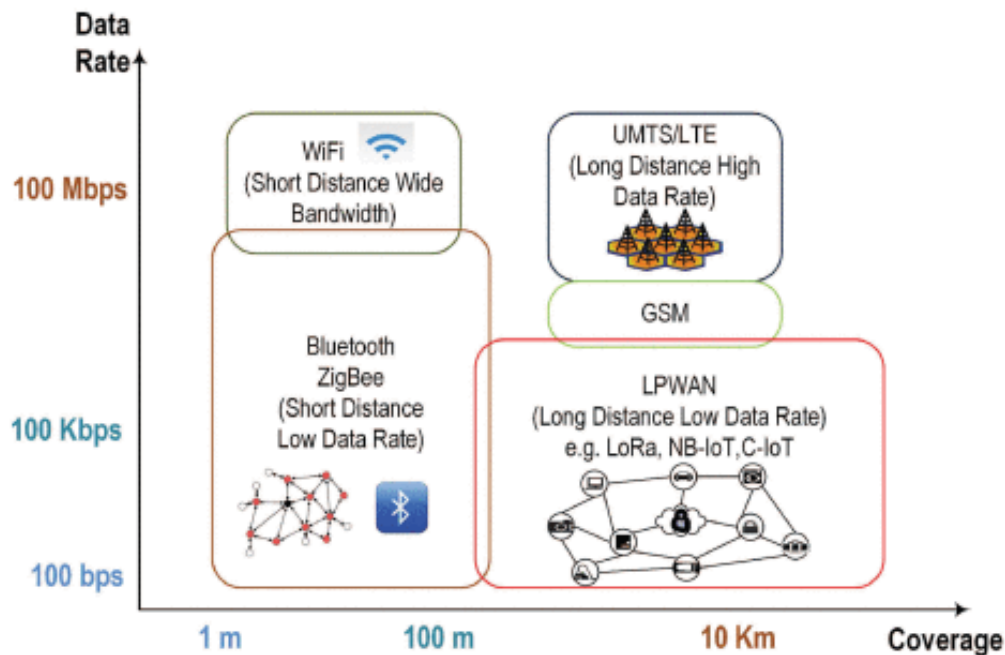 Data
Rate
100 Mbps
100 Kbps
100 bps
WiFi
(Short Distance Wide
Bandwidth)
UMTS/LTE
(Long Distance High
Data Rate)
GSM
Bluetooth
ZigBee
(Short Distance
Low Data Rate)
LPWAN
(Long Distance Low Data Rate)
e.g. LoRa, NB-IoT,C-IoT
1 m
100 m
10 Km
Coverage